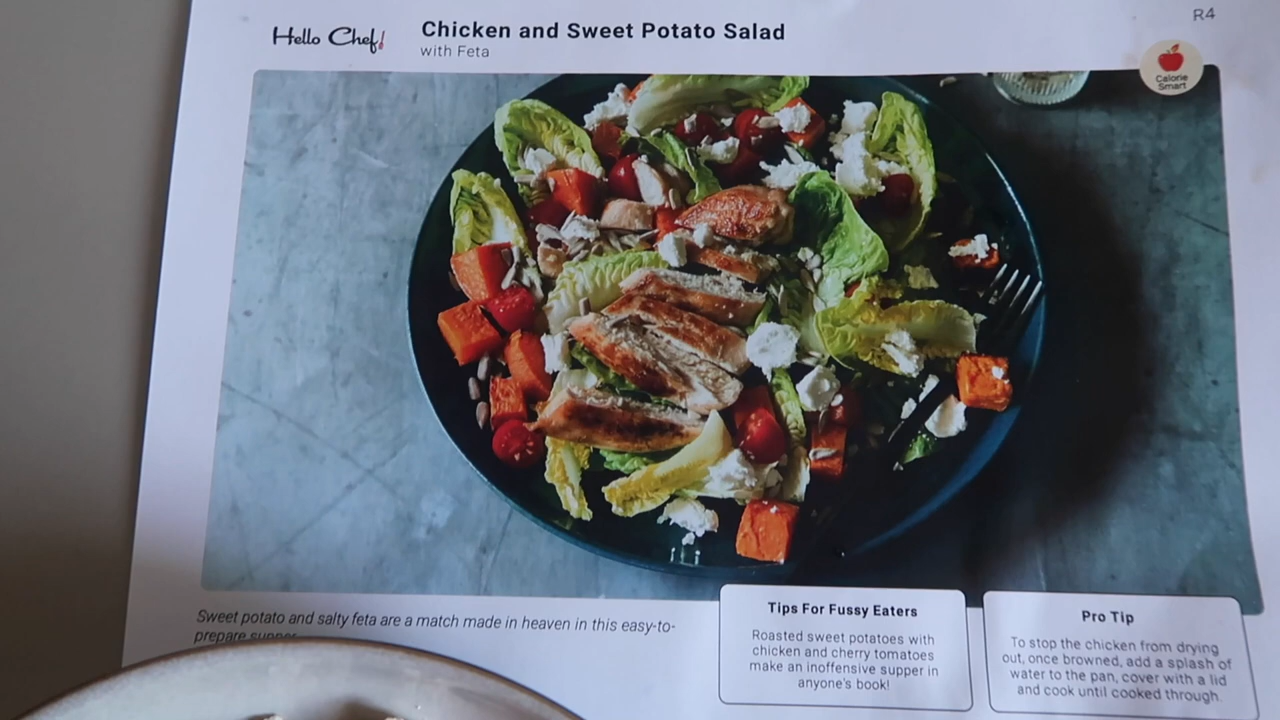 R4
Hello Chef!
Chicken and Sweet Potato Salad
with Feta
Calorie
Smart
Sweet potato and salty feta are a match made in heaven in this easy-to-
prepare supper
Tips For Fussy Eaters
Roasted sweet potatoes with
chicken and cherry tomatoes
make an inoffensive supper in
anyone's book!
Pro Tip
To stop the chicken from drying
out, once browned, add a splash of
water to the pan, cover with a lid
and cook until cooked through.